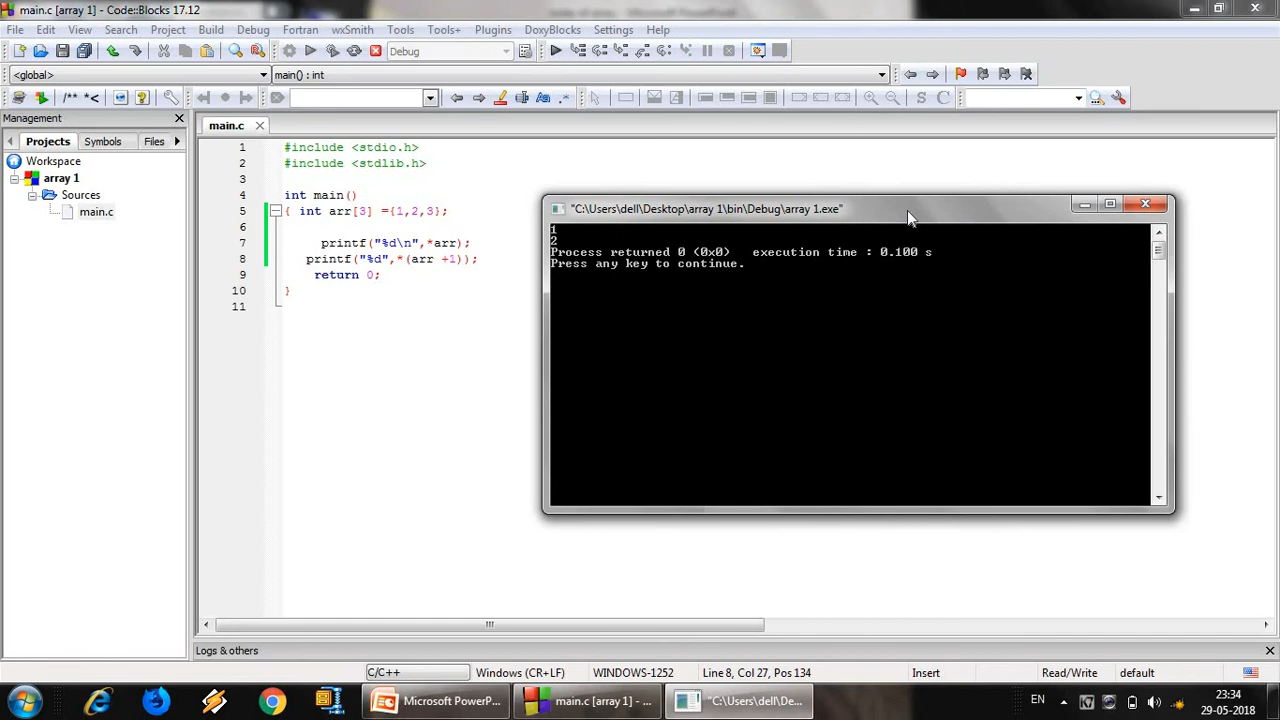 main.c [array 1] - Code::Blocks 17.12
File Edit View Search Project Build Debug Fortran wxSmith Tools Tools+ Plugins DoxyBlocks Settings Help
Debug
<global> main() : int
/** *< S C
Management
Projects Symbols Files
Workspace
array 1
Sources
main.c
main.c
1 #include <stdio.h>
2 #include <stdlib.h>
3
4 int main()
5 { int arr[3] ={1,2,3};
6
7 printf("%d\n",*arr);
8 printf("%d",*(arr +1));
9 return 0;
10 }
11
"C:\Users\dell\Desktop\array 1\bin\Debug\array 1.exe"
1
2
Process returned 0 (0x0) execution time : 0.100 s
Press any key to continue.
Logs & others
C/C++ Windows (CR+LF) WINDOWS-1252 Line 8, Col 27, Pos 134 Insert Read/Write default
Microsoft PowerP... main.c [array 1] - ... "C:\Users\dell\De... EN 23:34
29-05-2018